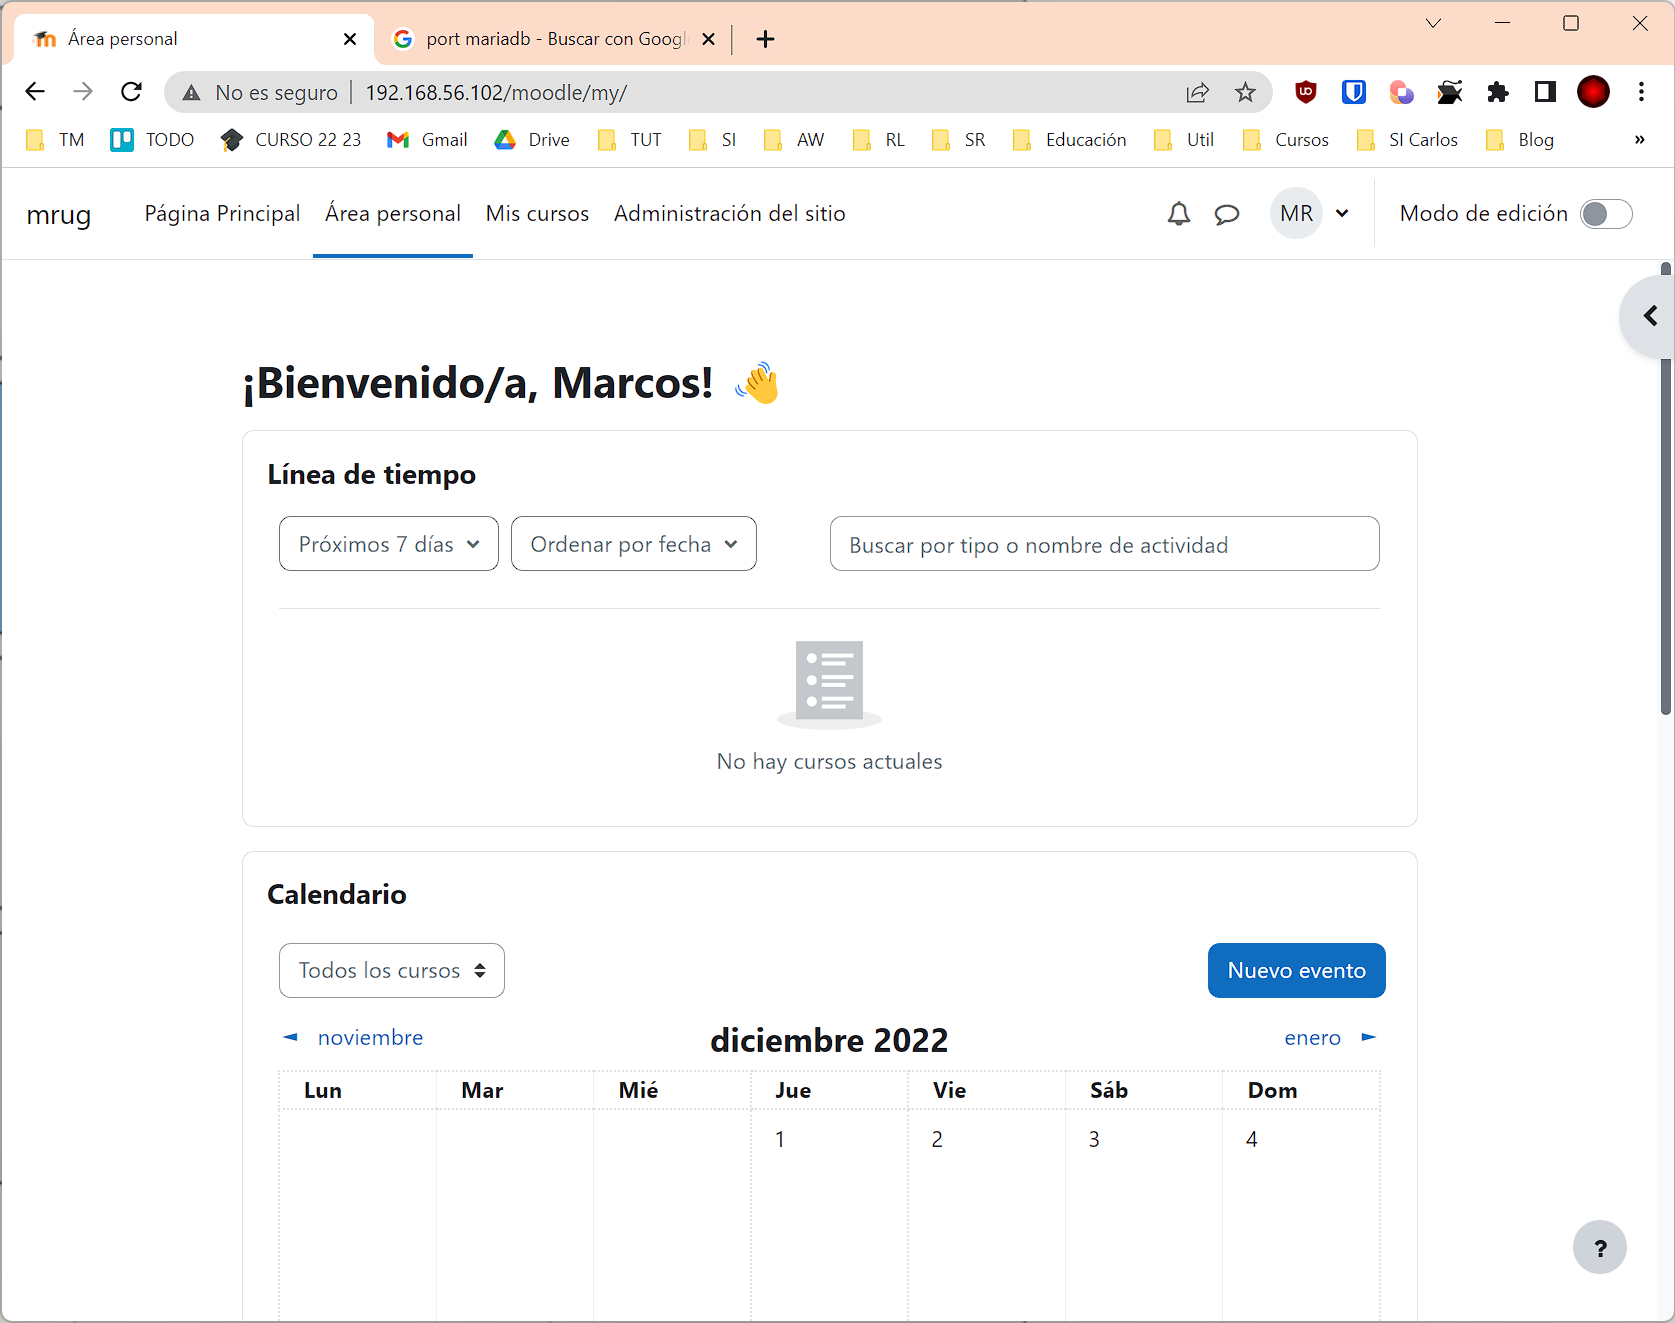 Área personal
port mariadb - Buscar con Googl
No es seguro
192.168.56.102/moodle/my/
TM
TODO
CURSO 22 23
Gmail
Drive
TUT
SI
AW
RL
SR
Educación
Util
Cursos
SI Carlos
Blog
»
mrug
Página Principal
Área personal
Mis cursos
Administración del sitio
MR
Modo de edición
¡Bienvenido/a, Marcos! 👋
Línea de tiempo
Próximos 7 días
Ordenar por fecha
Buscar por tipo o nombre de actividad
No hay cursos actuales
Calendario
Todos los cursos
Nuevo evento
◄ noviembre
diciembre 2022
enero ►
Lun Mar Mié Jue Vie Sáb Dom
1 2 3 4
?